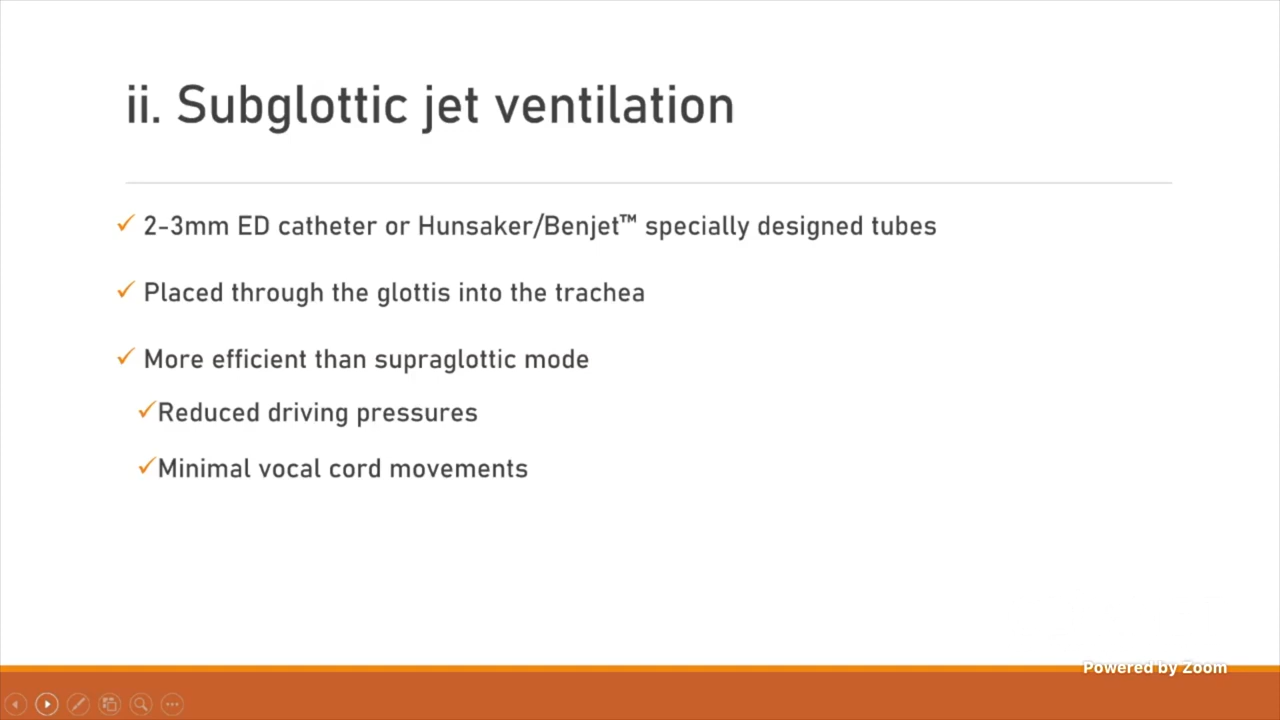 ii. Subglottic jet ventilation
2-3mm ED catheter or Hunsaker/Benjet™ specially designed tubes
Placed through the glottis into the trachea
More efficient than supraglottic mode
Reduced driving pressures
Minimal vocal cord movements
Powered by Zoom